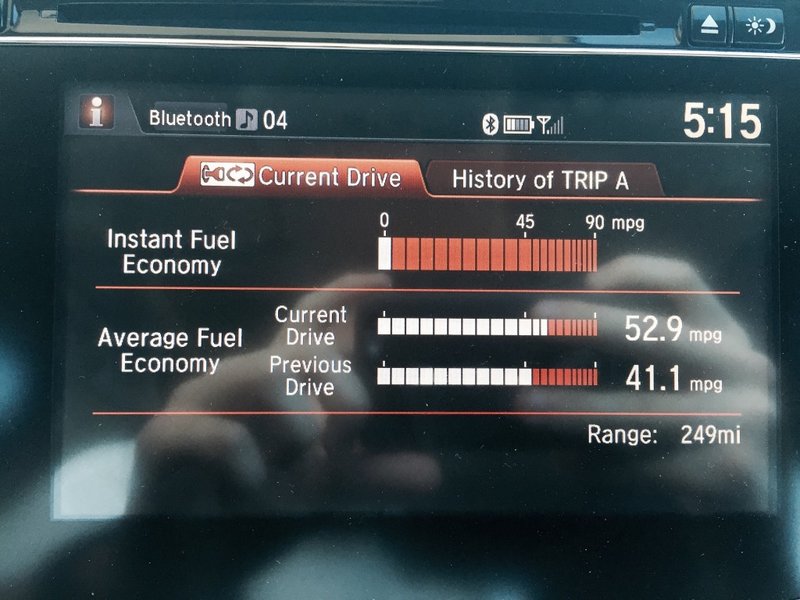 i Bluetooth 04 5:15
Current Drive History of TRIP A
0 45 90 mpg
Instant Fuel
Economy
Average Fuel
Economy
Current
Drive
52.9 mpg
Previous
Drive
41.1 mpg
Range: 249mi